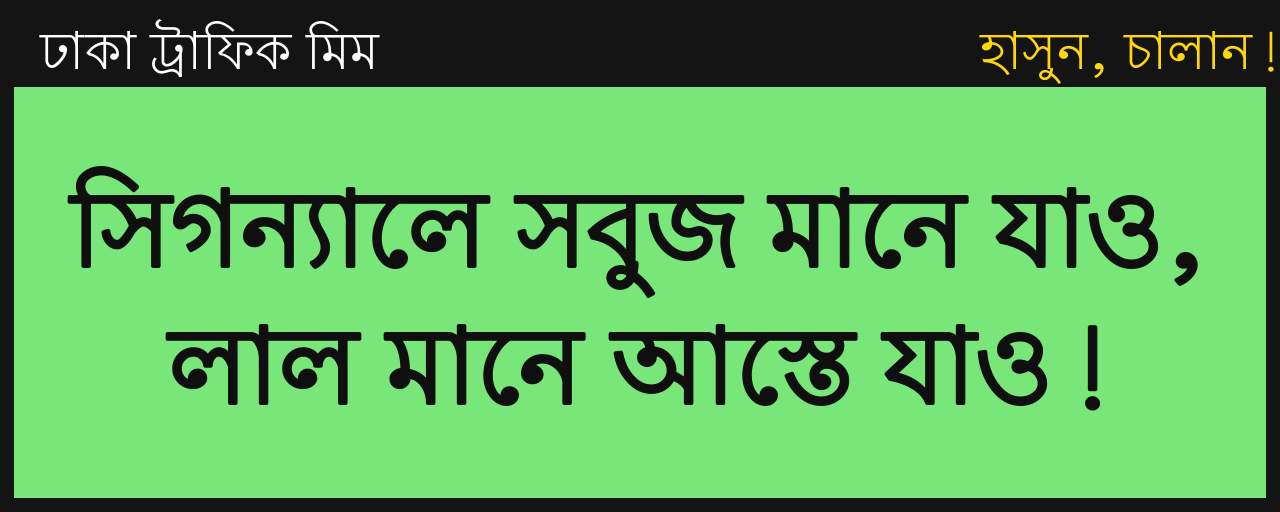 ঢাকা ট্রাফিক মিম
হাসুন, চালান !
সিগন্যালে সবুজ মানে যাও,
লাল মানে আস্তে যাও !